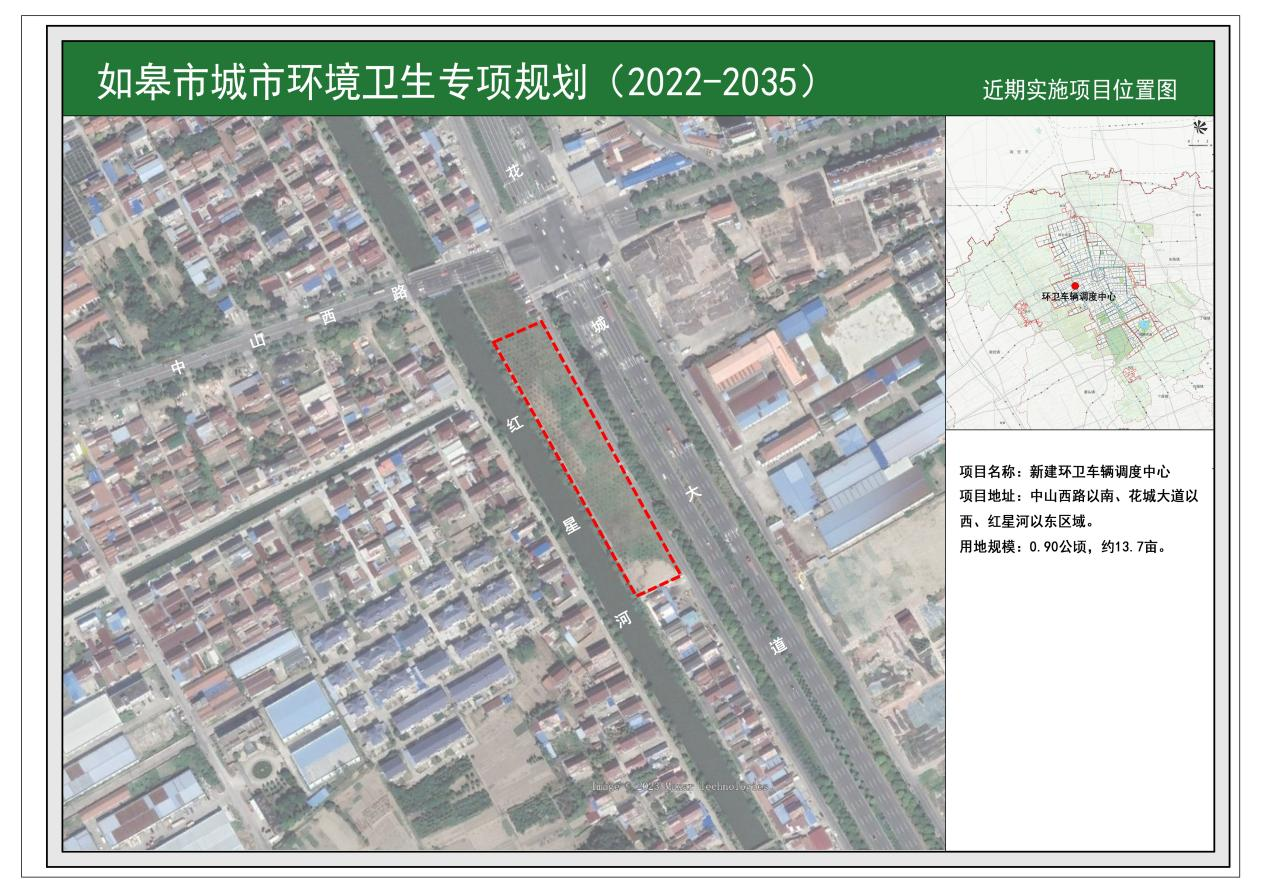 如皋市城市环境卫生专项规划（2022-2035）
近期实施项目位置图
花
城
大
道
中山西路
红
星
河
环卫车辆调度中心
项目名称：新建环卫车辆调度中心
项目地址：中山西路以南、花城大道以
西、红星河以东区域。
用地规模：0.90公顷，约13.7亩。
Image © 2023 Maxar Technologies